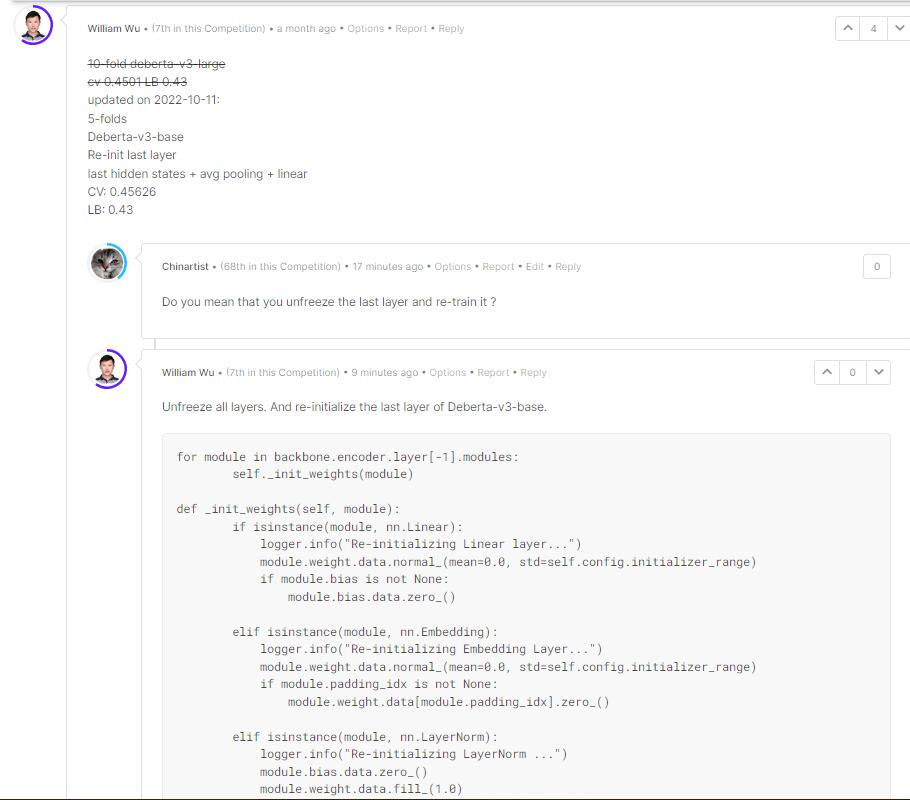 William Wu • (7th in this Competition) • a month ago • Options • Report • Reply
4
10-fold deberta-v3-large
cv 0.4501 LB 0.43
updated on 2022-10-11:
5-folds
Deberta-v3-base
Re-init last layer
last hidden states + avg pooling + linear
CV: 0.45626
LB: 0.43
Chinartist • (68th in this Competition) • 17 minutes ago • Options • Report • Edit • Reply
0
Do you mean that you unfreeze the last layer and re-train it ?
William Wu • (7th in this Competition) • 9 minutes ago • Options • Report • Reply
0
Unfreeze all layers. And re-initialize the last layer of Deberta-v3-base.
for module in backbone.encoder.layer[-1].modules:
        self._init_weights(module)
def _init_weights(self, module):
        if isinstance(module, nn.Linear):
            logger.info("Re-initializing Linear layer...")
            module.weight.data.normal_(mean=0.0, std=self.config.initializer_range)
            if module.bias is not None:
                module.bias.data.zero_()
        elif isinstance(module, nn.Embedding):
            logger.info("Re-initializing Embedding Layer...")
            module.weight.data.normal_(mean=0.0, std=self.config.initializer_range)
            if module.padding_idx is not None:
                module.weight.data[module.padding_idx].zero_()
        elif isinstance(module, nn.LayerNorm):
            logger.info("Re-initializing LayerNorm ...")
            module.bias.data.zero_()
            module.weight.data.fill_(1.0)